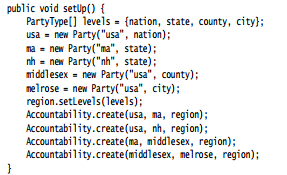 public void setUp() {
PartyType[] levels = {nation, state, county, city};
usa = new Party("usa", nation);
ma = new Party("ma", state);
nh = new Party("nh", state);
middlesex = new Party("usa", county);
melrose = new Party("usa", city);
region.setLevels(levels);
Accountability.create(usa, ma, region);
Accountability.create(usa, nh, region);
Accountability.create(ma, middlesex, region);
Accountability.create(middlesex, melrose, region);
}